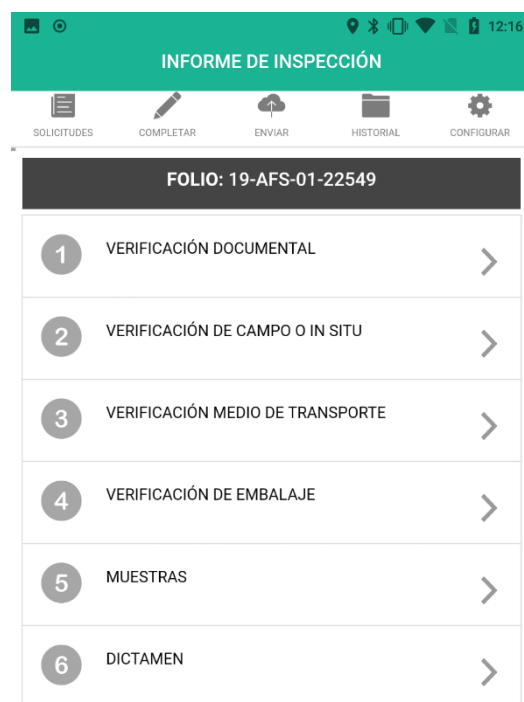 12:16
INFORME DE INSPECCIÓN
SOLICITUDES COMPLETAR ENVIAR HISTORIAL CONFIGURAR
FOLIO: 19-AFS-01-22549
1 VERIFICACIÓN DOCUMENTAL
2 VERIFICACIÓN DE CAMPO O IN SITU
3 VERIFICACIÓN MEDIO DE TRANSPORTE
4 VERIFICACIÓN DE EMBALAJE
5 MUESTRAS
6 DICTAMEN